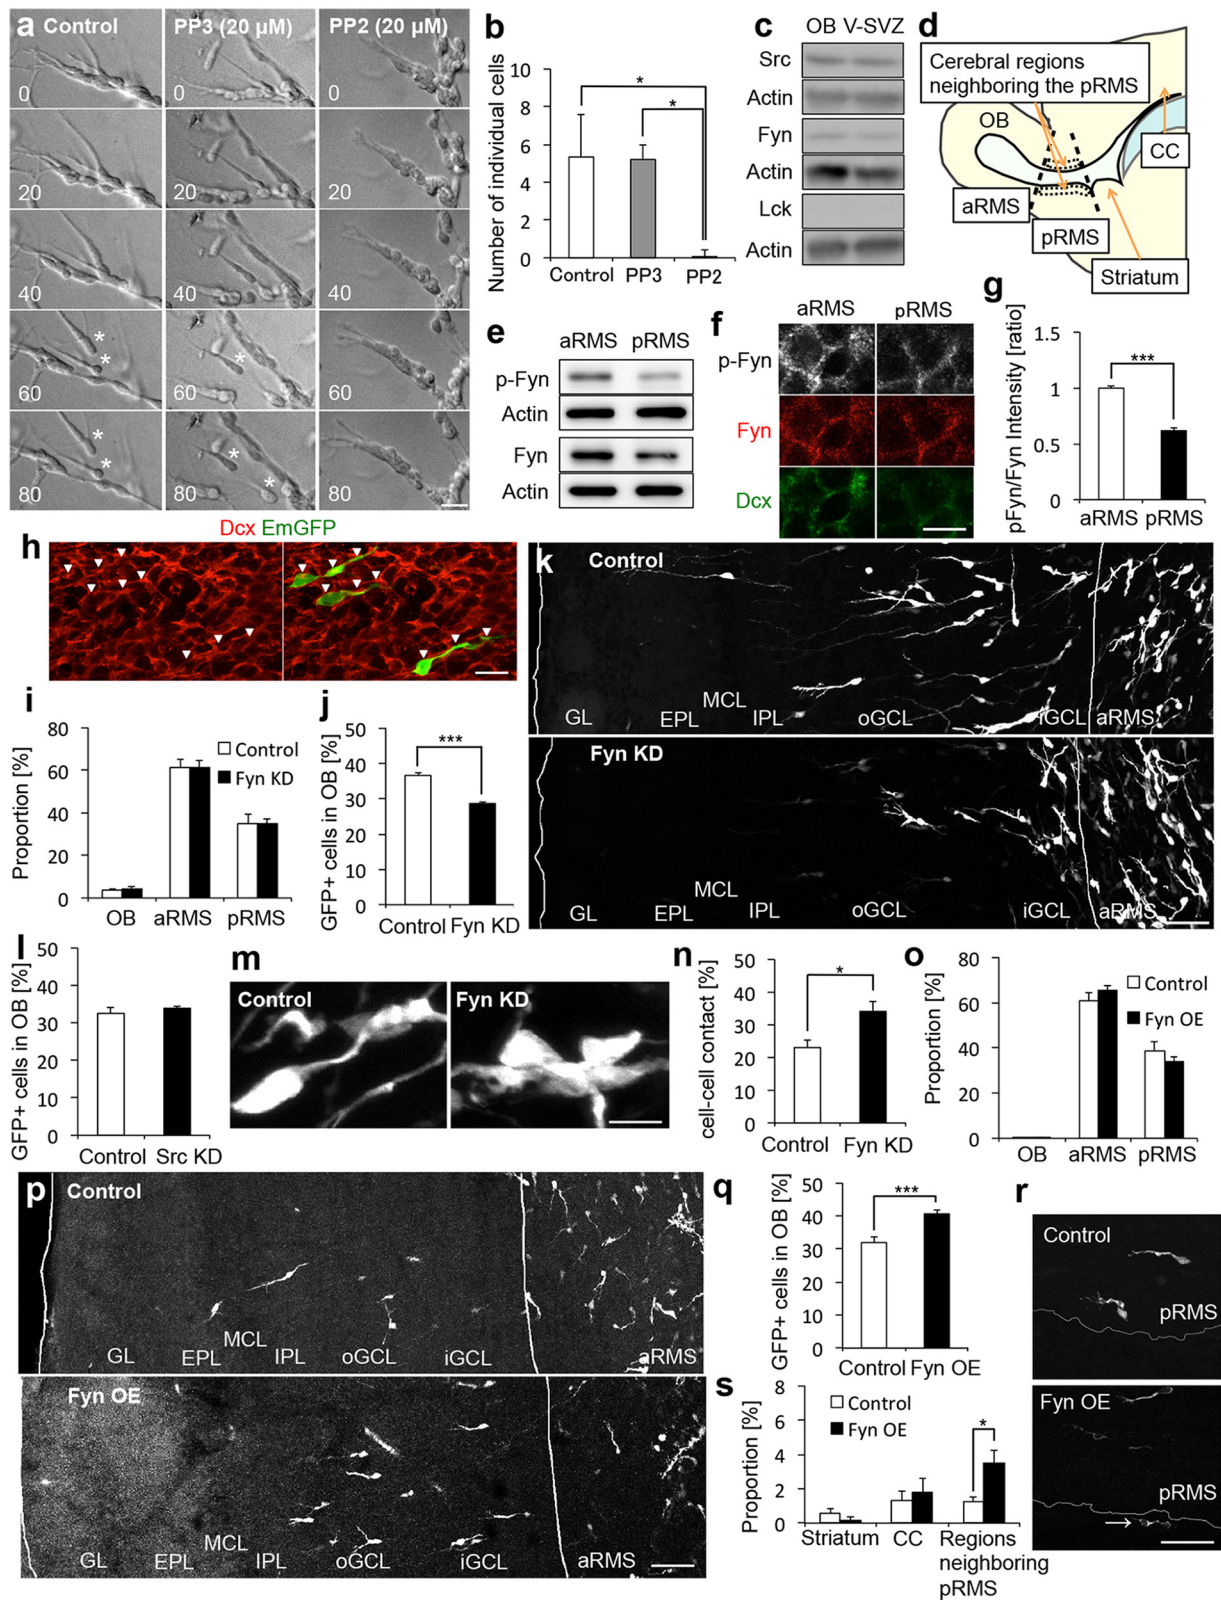 a
Control
PP3 (20 µM)
PP2 (20 µM)
0
0
0
20
20
20
40
40
40
*
*
*
60
60
60
*
*
*
*
80
80
80
b
Number of individual cells
10
8
6
4
2
0
*
*
Control
PP3
PP2
c
OB V-SVZ
Src
Actin
Fyn
Actin
Lck
Actin
d
Cerebral regions
neighboring the pRMS
OB
CC
aRMS
pRMS
Striatum
e
aRMS pRMS
p-Fyn
Actin
Fyn
Actin
f
aRMS
pRMS
p-Fyn
Fyn
Dcx
g
pFyn/Fyn Intensity [ratio]
1.5
1
0.5
0
***
aRMS pRMS
h
Dcx EmGFP
i
Proportion [%]
80
60
40
20
0
Control
Fyn KD
OB
aRMS
pRMS
j
GFP+ cells in OB [%]
50
40
30
20
10
0
***
Control Fyn KD
k
Control
GL
EPL
MCL
IPL
oGCL
iGCL
aRMS
Fyn KD
GL
EPL
MCL
IPL
oGCL
iGCL
aRMS
l
GFP+ cells in OB [%]
50
40
30
20
10
0
Control Src KD
m
Control
Fyn KD
n
cell-cell contact [%]
50
40
30
20
10
0
*
Control
Fyn KD
o
Proportion [%]
80
60
40
20
0
Control
Fyn OE
OB
aRMS
pRMS
p
Control
GL
EPL
MCL
IPL
oGCL
iGCL
aRMS
Fyn OE
GL
EPL
MCL
IPL
oGCL
iGCL
aRMS
q
GFP+ cells in OB [%]
50
40
30
20
10
0
***
Control Fyn OE
r
Control
pRMS
Fyn OE
pRMS
s
Proportion [%]
8
6
4
2
0
Control
Fyn OE
*
Striatum
CC
Regions
neighboring
pRMS